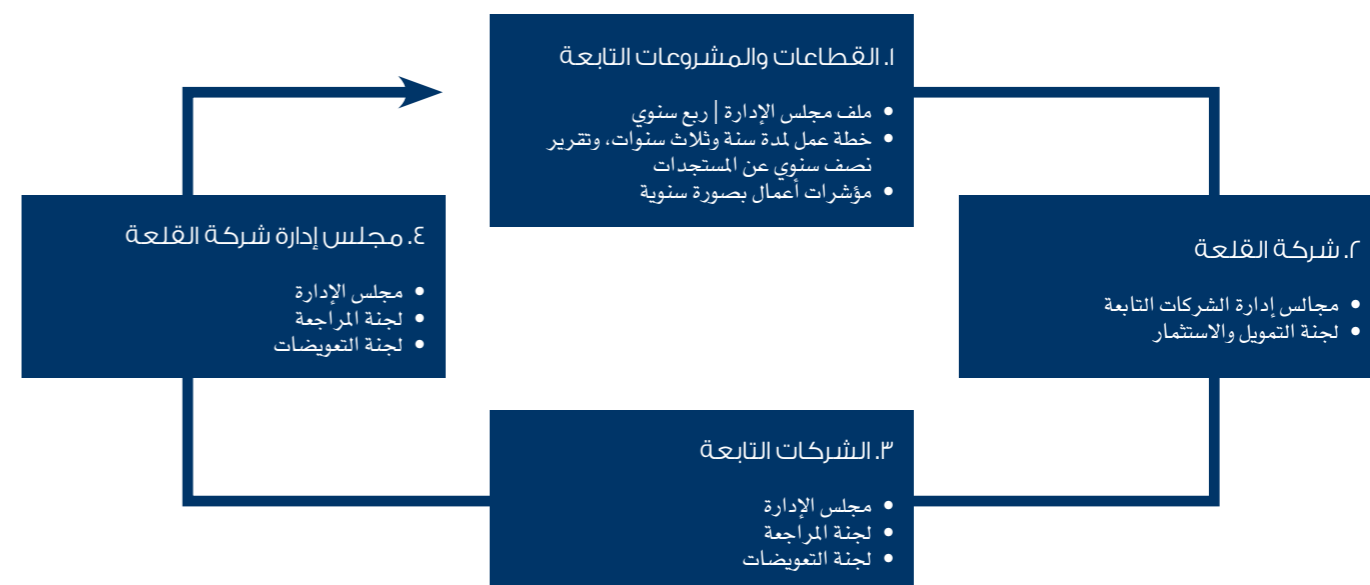 ١. القطاعات والمشروعات التابعة
• ملف مجلس الإدارة | ربع سنوي
• خطة عمل لمدة سنة وثلاث سنوات، وتقرير
نصف سنوي عن المستجدات
• مؤشرات أعمال بصورة سنوية
٢. شركة القلعة
• مجالس إدارة الشركات التابعة
• لجنة التمويل والاستثمار
٣. الشركات التابعة
• مجلس الإدارة
• لجنة المراجعة
• لجنة التعويضات
٤. مجلس إدارة شركة القلعة
• مجلس الإدارة
• لجنة المراجعة
• لجنة التعويضات